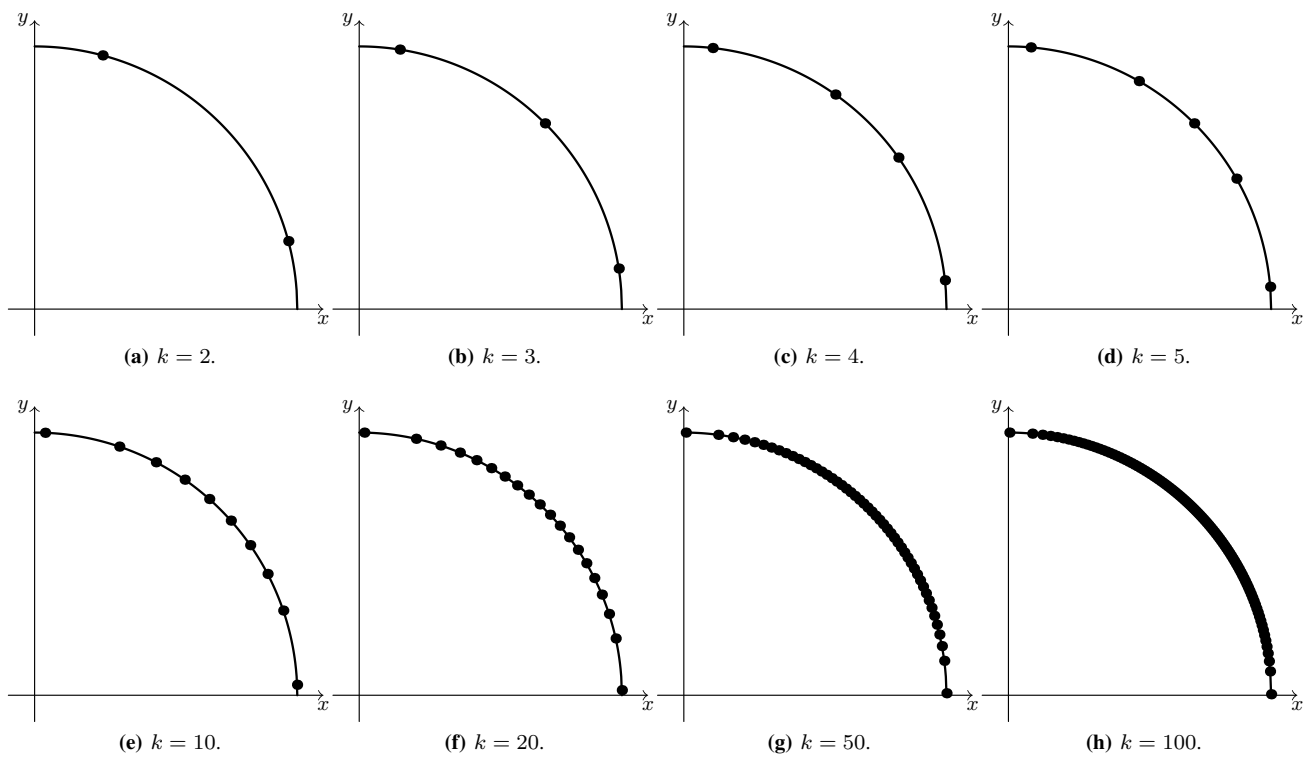 y y y y
x x x x
(a) k = 2. (b) k = 3. (c) k = 4. (d) k = 5.
y y y y
x x x x
(e) k = 10. (f) k = 20. (g) k = 50. (h) k = 100.